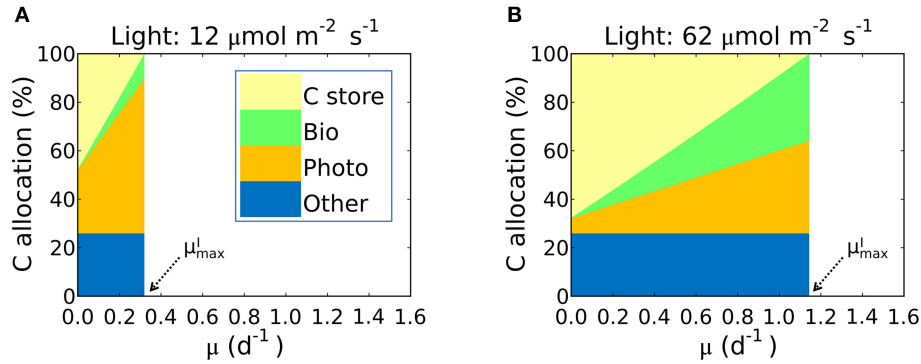 A
Light: 12 μmol m⁻² s⁻¹
C allocation (%)
100
80
60
40
20
0
C store
Bio
Photo
Other
μᴵmax
0.0 0.2 0.4 0.6 0.8 1.0 1.2 1.4 1.6
μ (d⁻¹)
B
Light: 62 μmol m⁻² s⁻¹
C allocation (%)
100
80
60
40
20
0
μᴵmax
0.0 0.2 0.4 0.6 0.8 1.0 1.2 1.4 1.6
μ (d⁻¹)